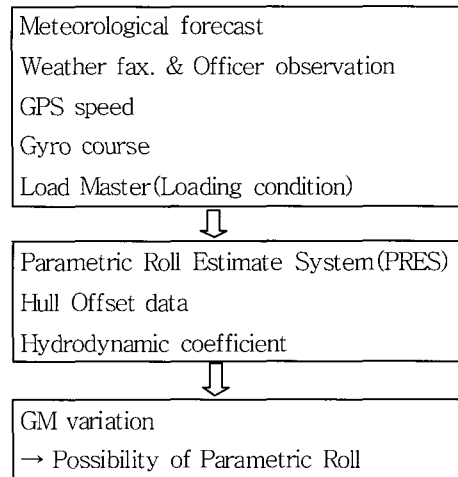 Meteorological forecast
Weather fax. & Officer observation
GPS speed
Gyro course
Load Master(Loading condition)
Parametric Roll Estimate System(PRES)
Hull Offset data
Hydrodynamic coefficient
GM variation
→ Possibility of Parametric Roll